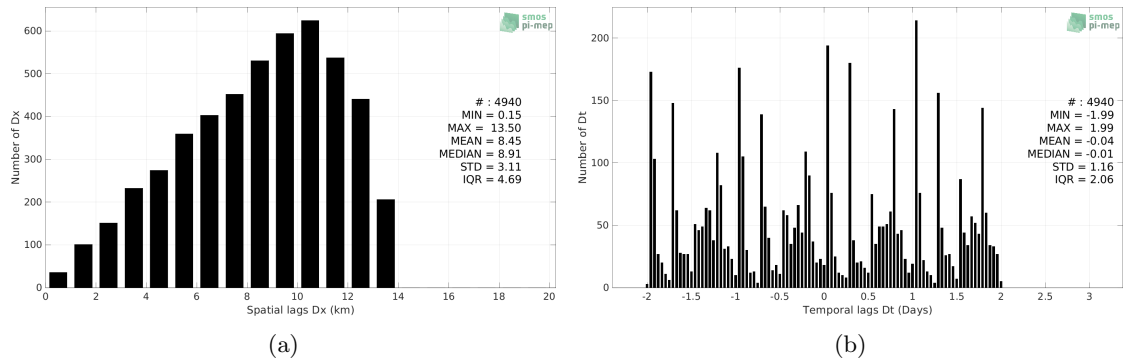 600
500
400
300
200
100
0
Number of Dx
0 2 4 6 8 10 12 14 16 18 20
Spatial lags Dx (km)
smos
pi-mep
# : 4940
MIN = 0.15
MAX = 13.50
MEAN = 8.45
MEDIAN = 8.91
STD = 3.11
IQR = 4.69
(a)
200
150
100
50
0
Number of Dt
-2 -1.5 -1 -0.5 0 0.5 1 1.5 2 2.5 3
Temporal lags Dt (Days)
smos
pi-mep
# : 4940
MIN = -1.99
MAX = 1.99
MEAN = -0.04
MEDIAN = -0.01
STD = 1.16
IQR = 2.06
(b)